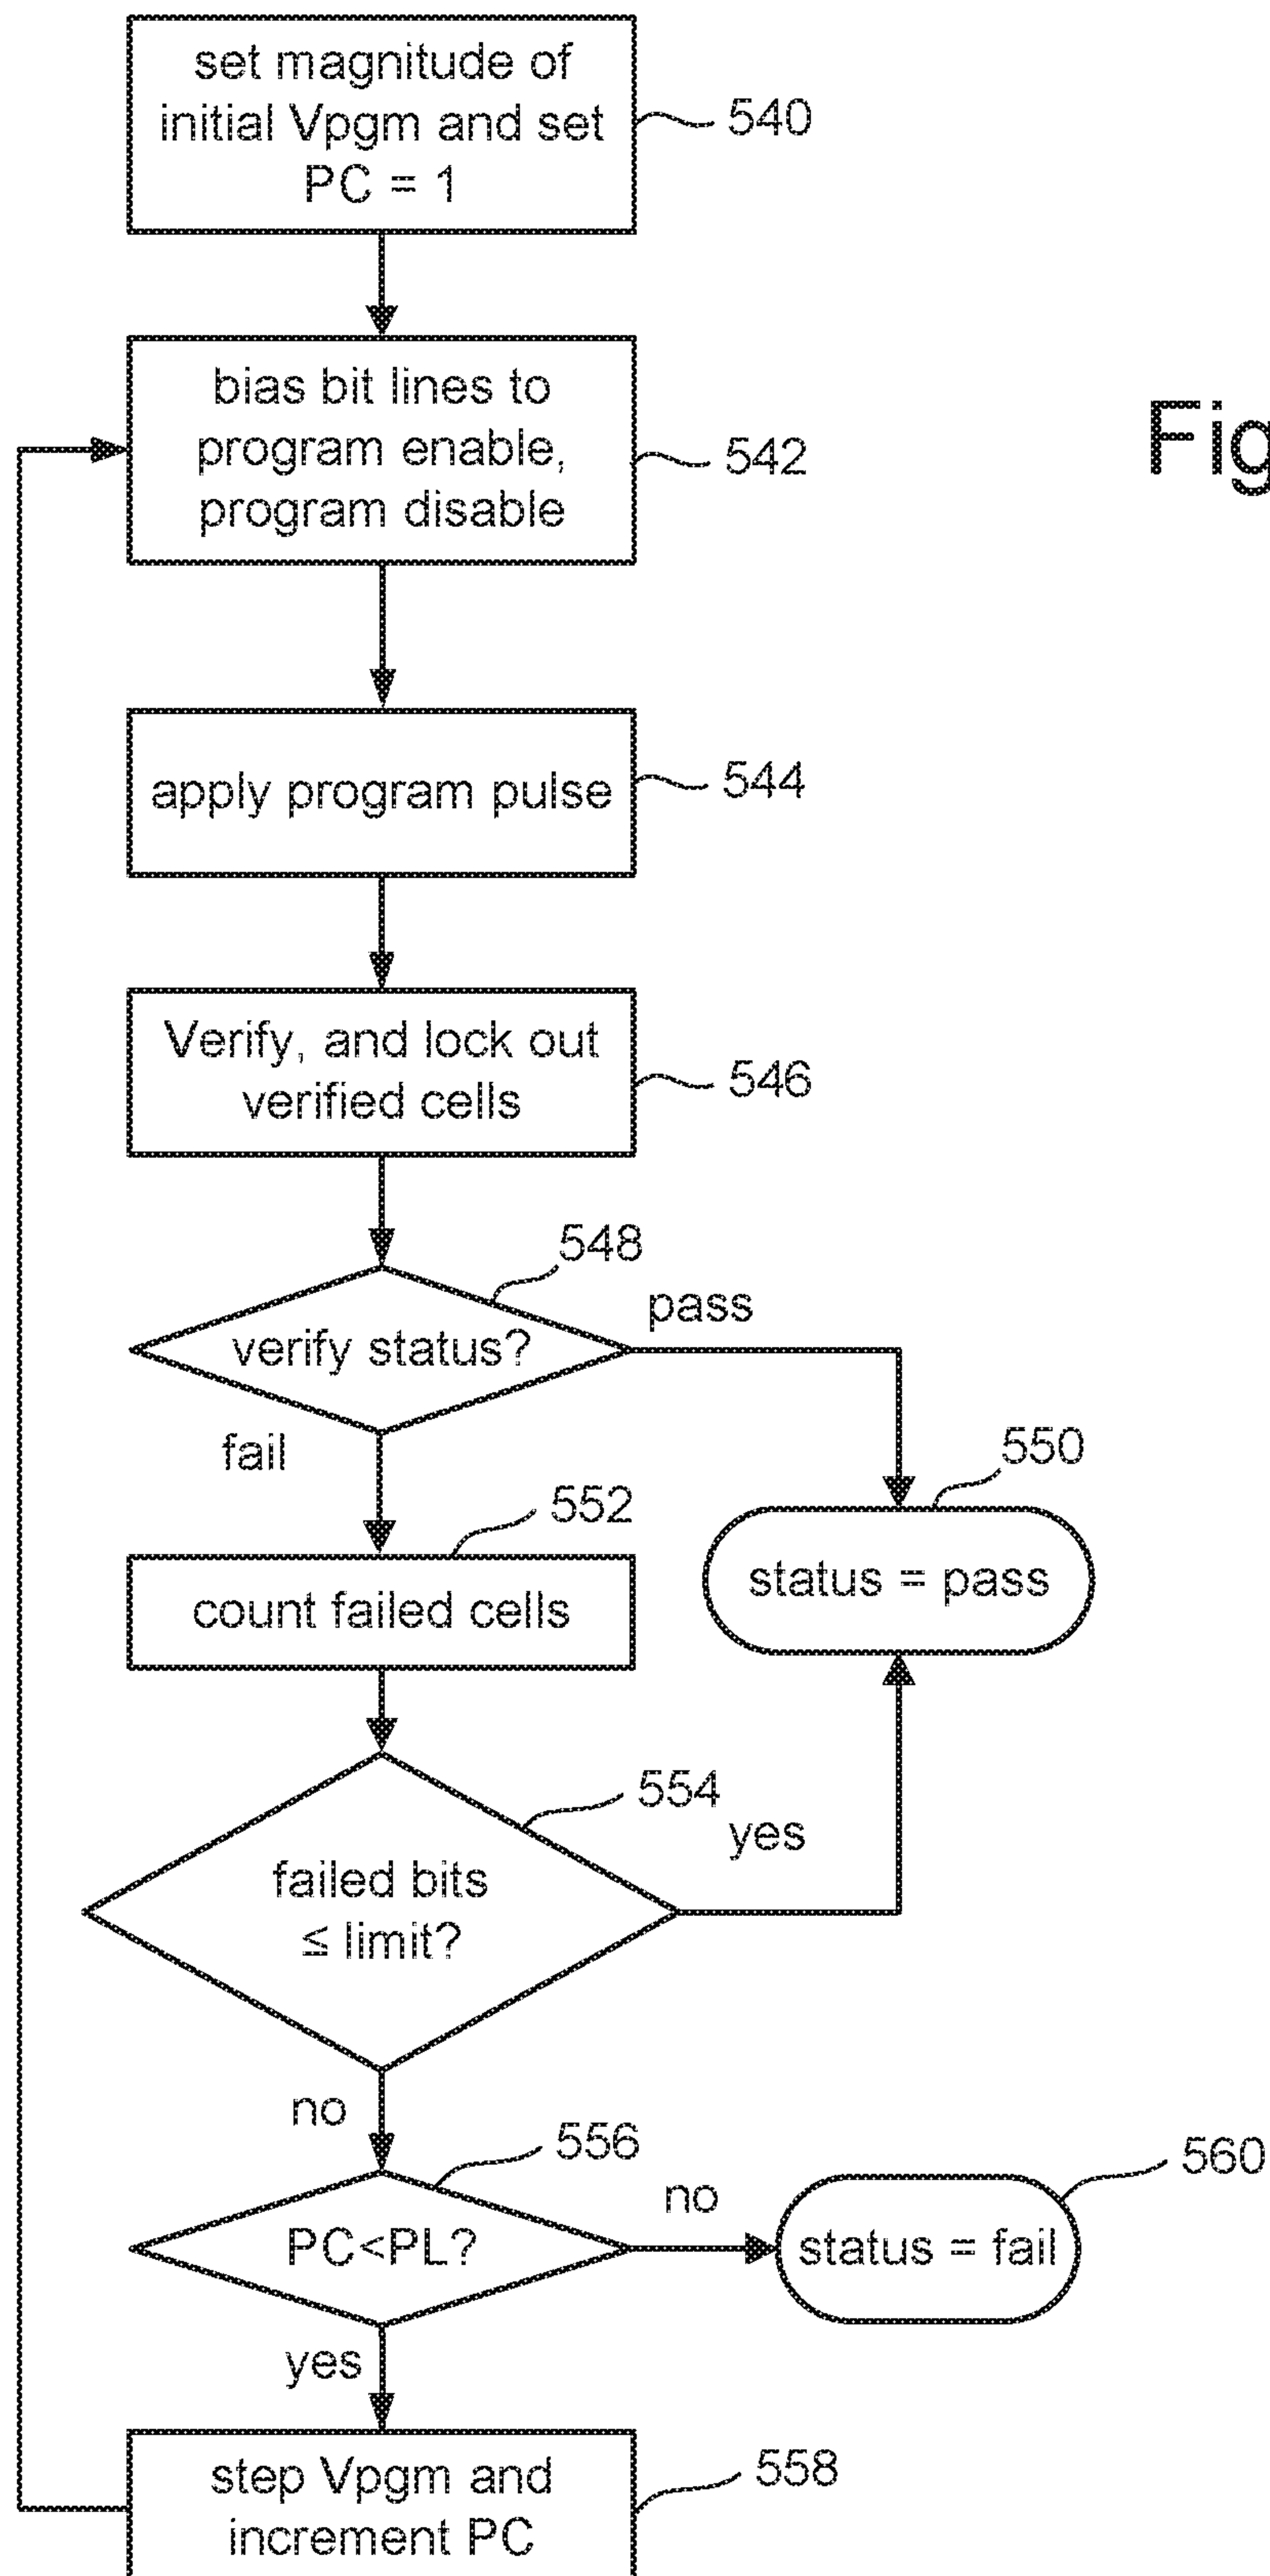 set magnitude of
initial Vpgm and set
PC = 1
540
bias bit lines to
program enable,
program disable
542
Fig
apply program pulse
544
Verify, and lock out
verified cells
546
548
verify status?
pass
fail
550
status = pass
552
count failed cells
554
yes
failed bits
≤ limit?
no
556
PC<PL?
no
560
status = fail
yes
step Vpgm and
increment PC
558